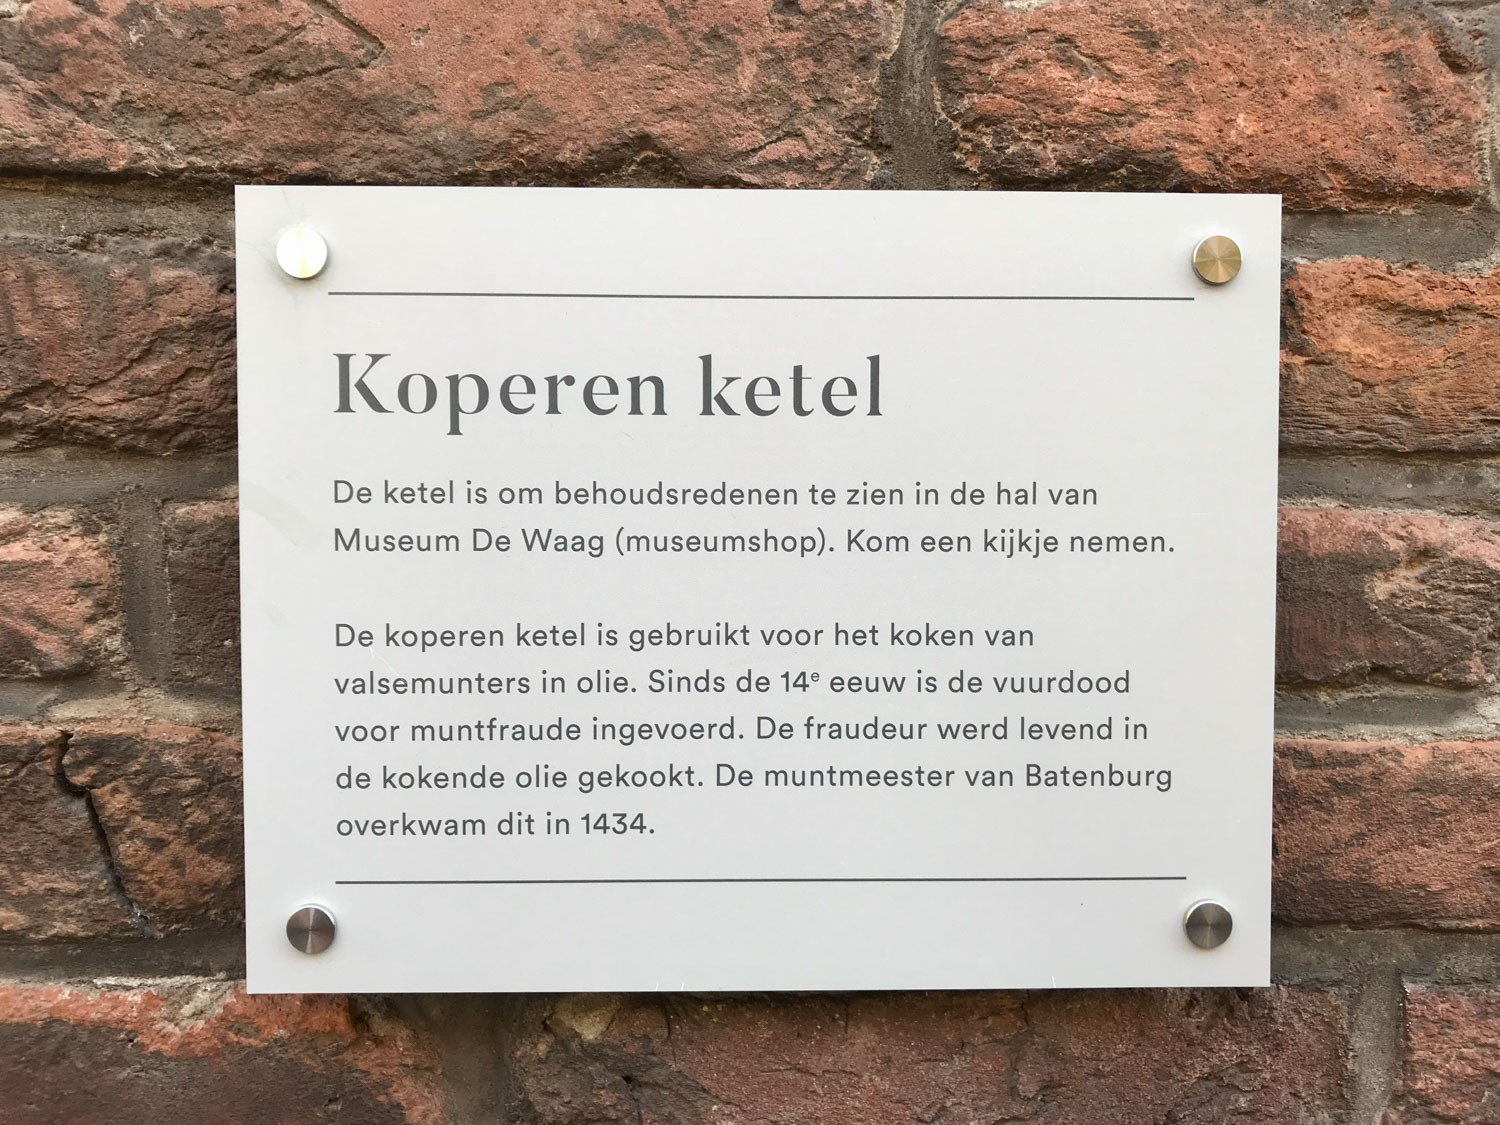 Koperen ketel
De ketel is om behoudsredenen te zien in de hal van
Museum De Waag (museumshop). Kom een kijkje nemen.
De koperen ketel is gebruikt voor het koken van
valsemunters in olie. Sinds de 14ᵉ eeuw is de vuurdood
voor muntfraude ingevoerd. De fraudeur werd levend in
de kokende olie gekookt. De muntmeester van Batenburg
overkwam dit in 1434.